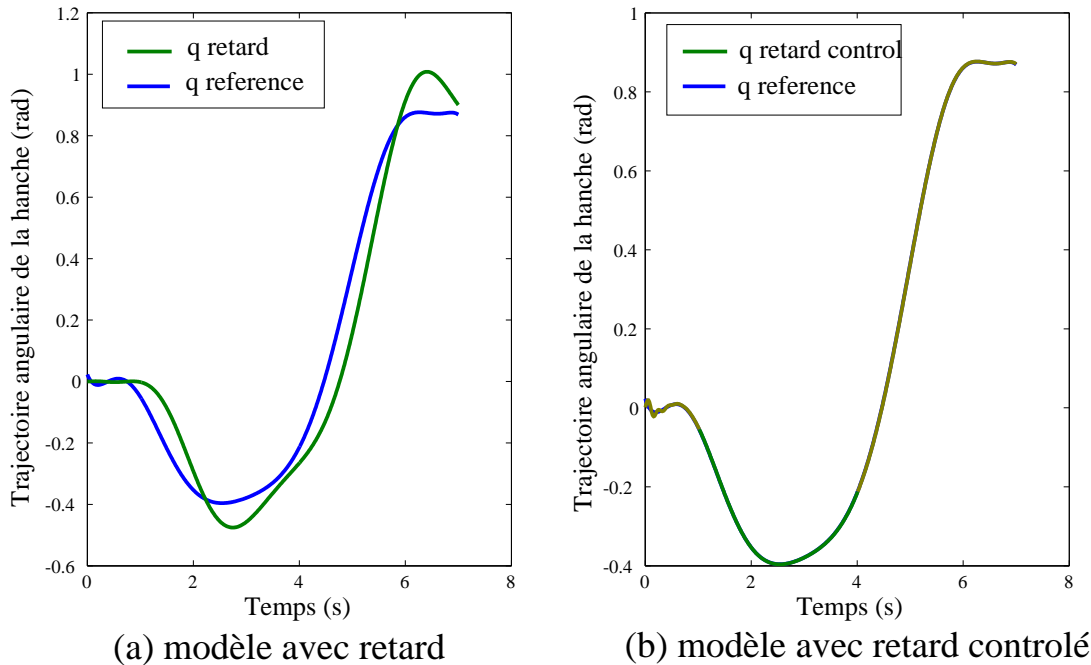 1.2
1
0.8
0.6
0.4
0.2
0
-0.2
-0.4
-0.6
0
2
4
6
8
q retard
q reference
Trajectoire angulaire de la hanche (rad)
Temps (s)
(a) modèle avec retard
1
0.8
0.6
0.4
0.2
0
-0.2
-0.4
0
2
4
6
8
q retard control
q reference
Trajectoire angulaire de la hanche (rad)
Temps (s)
(b) modèle avec retard controlé